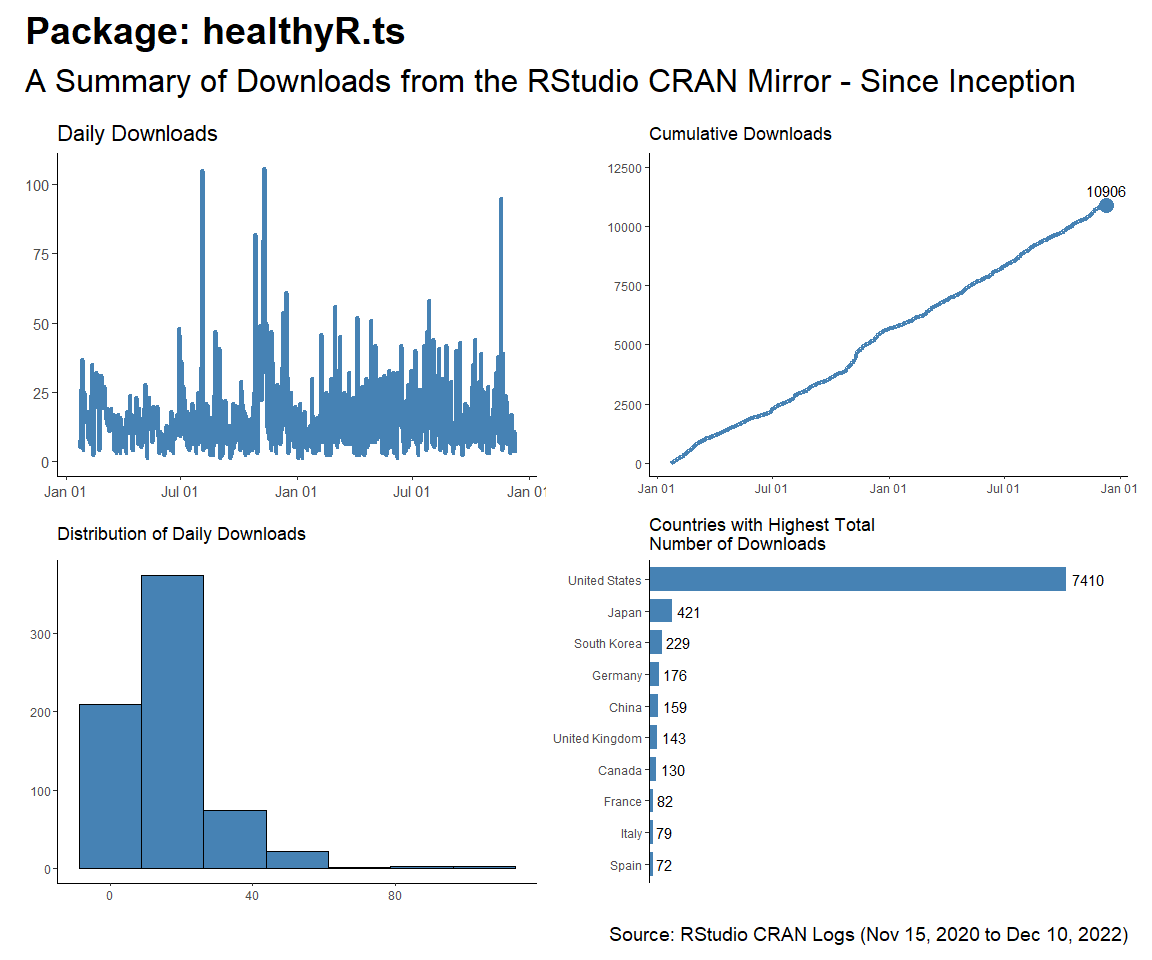 Package: healthyR.ts
A Summary of Downloads from the RStudio CRAN Mirror - Since Inception
Daily Downloads
100
75
50
25
0
Jan 01 Jul 01 Jan 01 Jul 01 Jan 01
Cumulative Downloads
12500
10000
7500
5000
2500
0
10906
Jan 01 Jul 01 Jan 01 Jul 01 Jan 01
Distribution of Daily Downloads
300
200
100
0
0 40 80
Countries with Highest Total
Number of Downloads
United States 7410
Japan 421
South Korea 229
Germany 176
China 159
United Kingdom 143
Canada 130
France 82
Italy 79
Spain 72
Source: RStudio CRAN Logs (Nov 15, 2020 to Dec 10, 2022)